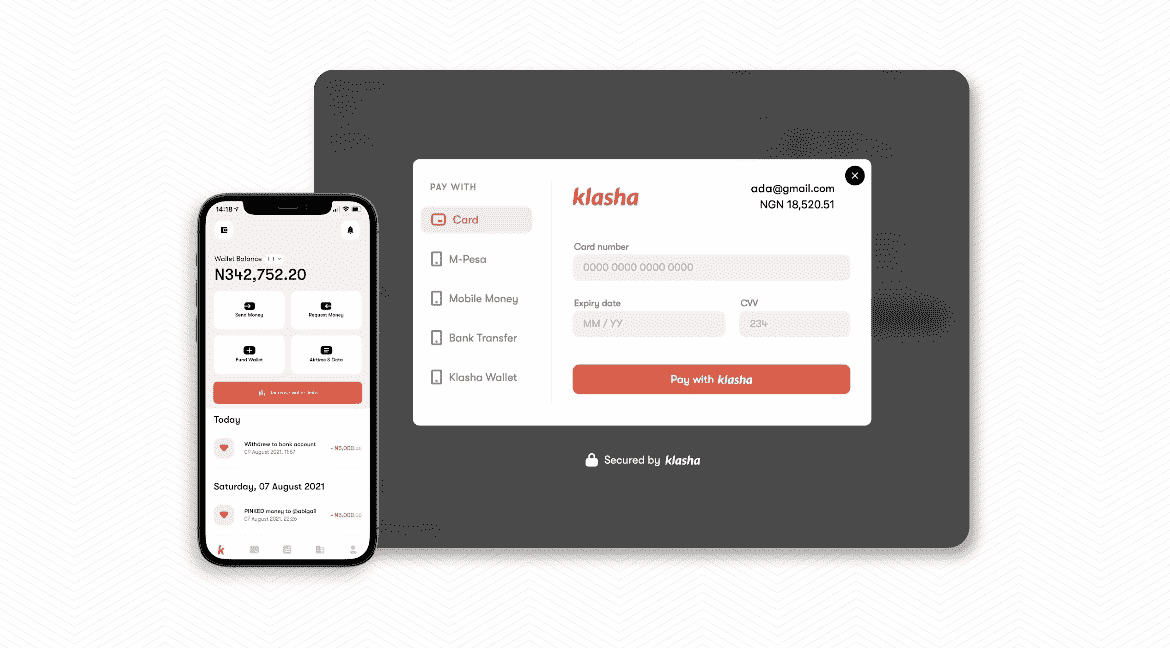 14:18
Wallet Balance
N342,752.20
Send Money
Request Money
Fund Wallet
Airtime & Data
Today
Withdrew to bank account
09 August 2021, 11:57
- N5,000.00
Saturday, 07 August 2021
PINKED money to @abigail
07 August 2021, 22:26
- N5,000.00
k
PAY WITH
Card
M-Pesa
Mobile Money
Bank Transfer
Klasha Wallet
klasha
ada@gmail.com
NGN 18,520.51
Card number
0000 0000 0000 0000
Expiry date
CVV
MM / YY
234
Pay with klasha
Secured by klasha